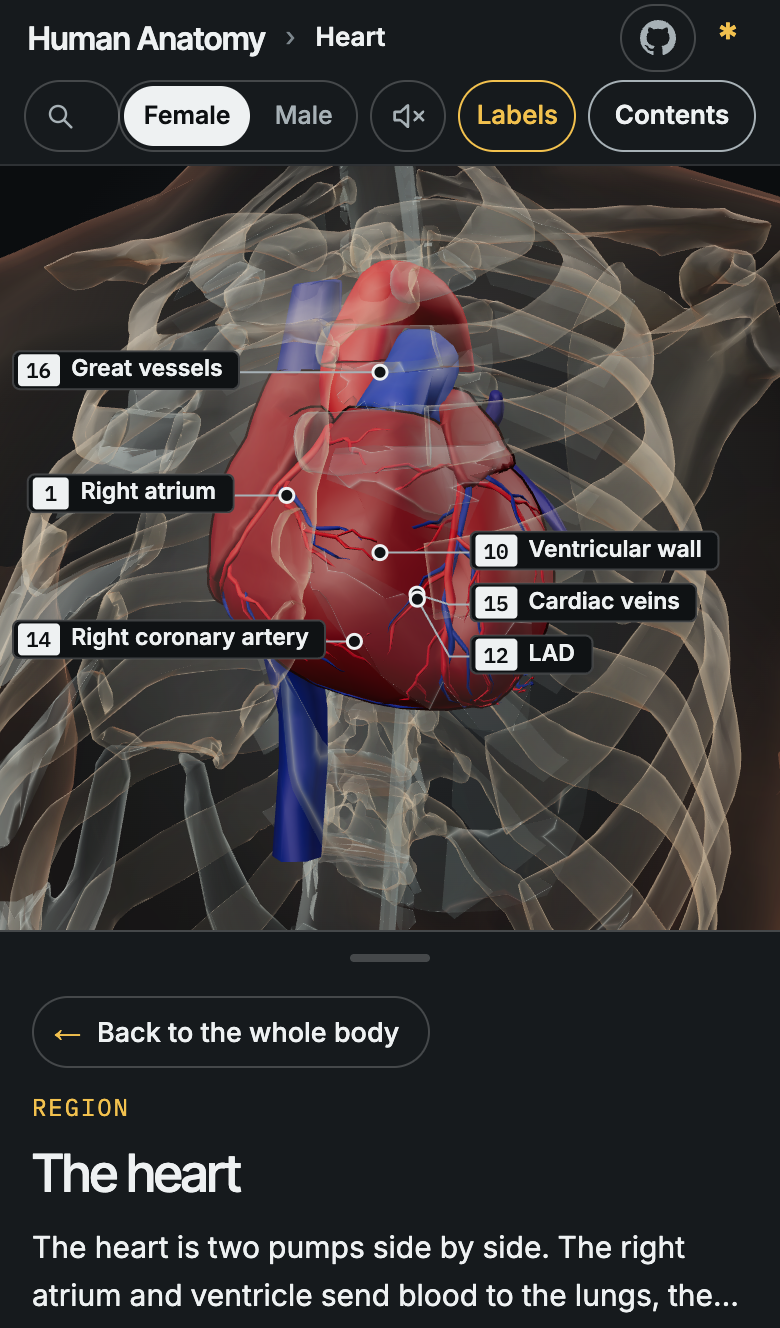 Human Anatomy › Heart *
Female Male Labels Contents
16 Great vessels
1 Right atrium
10 Ventricular wall
15 Cardiac veins
14 Right coronary artery
12 LAD
← Back to the whole body
REGION
The heart
The heart is two pumps side by side. The right
atrium and ventricle send blood to the lungs, the...